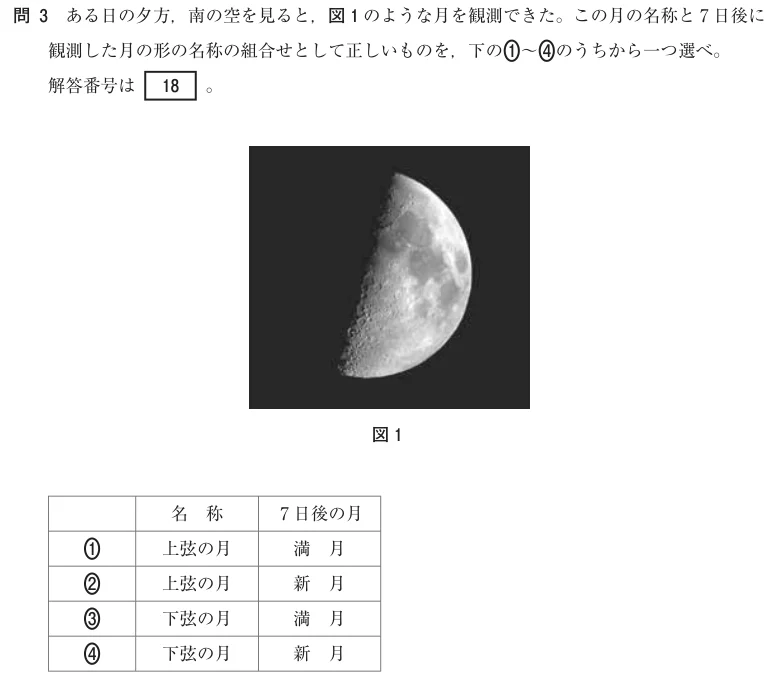 問 3 ある日の夕方，南の空を見ると，図1のような月を観測できた。この月の名称と7日後に
観測した月の形の名称の組合せとして正しいものを，下の①～④のうちから一つ選べ。
解答番号は 18 。
図1
名 称 7日後の月
① 上弦の月 満 月
② 上弦の月 新 月
③ 下弦の月 満 月
④ 下弦の月 新 月